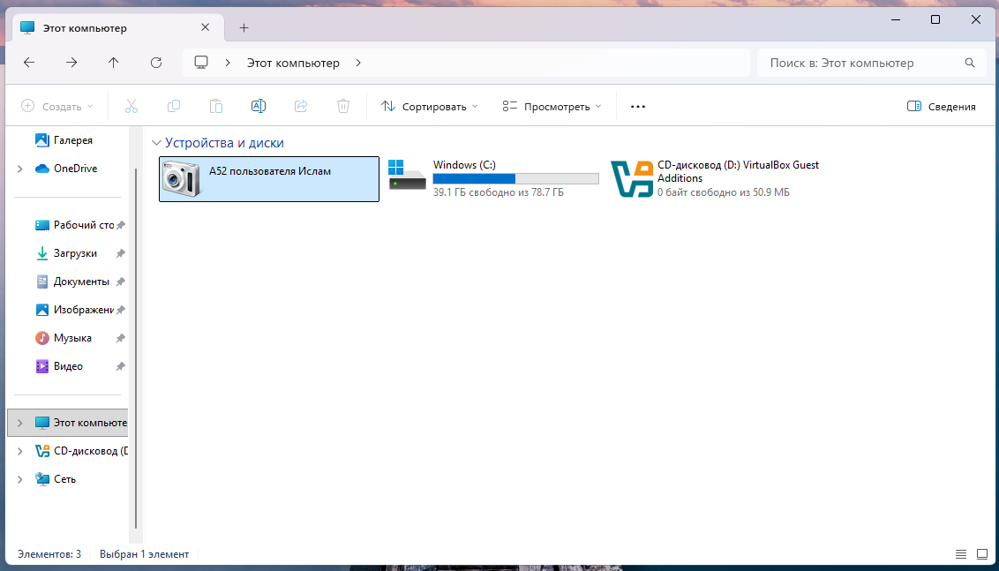 Этот компьютер
Этот компьютер
Поиск в: Этот компьютер
Создать
Сортировать
Просмотреть
Сведения
Галерея
OneDrive
Рабочий сто
Загрузки
Документы
Изображени
Музыка
Видео
Этот компьюте
CD-дисковод (D
Сеть
Устройства и диски
A52 пользователя Ислам
Windows (C:)
39.1 ГБ свободно из 78.7 ГБ
CD-дисковод (D:) VirtualBox Guest
Additions
0 байт свободно из 50.9 МБ
Элементов: 3
Выбран 1 элемент